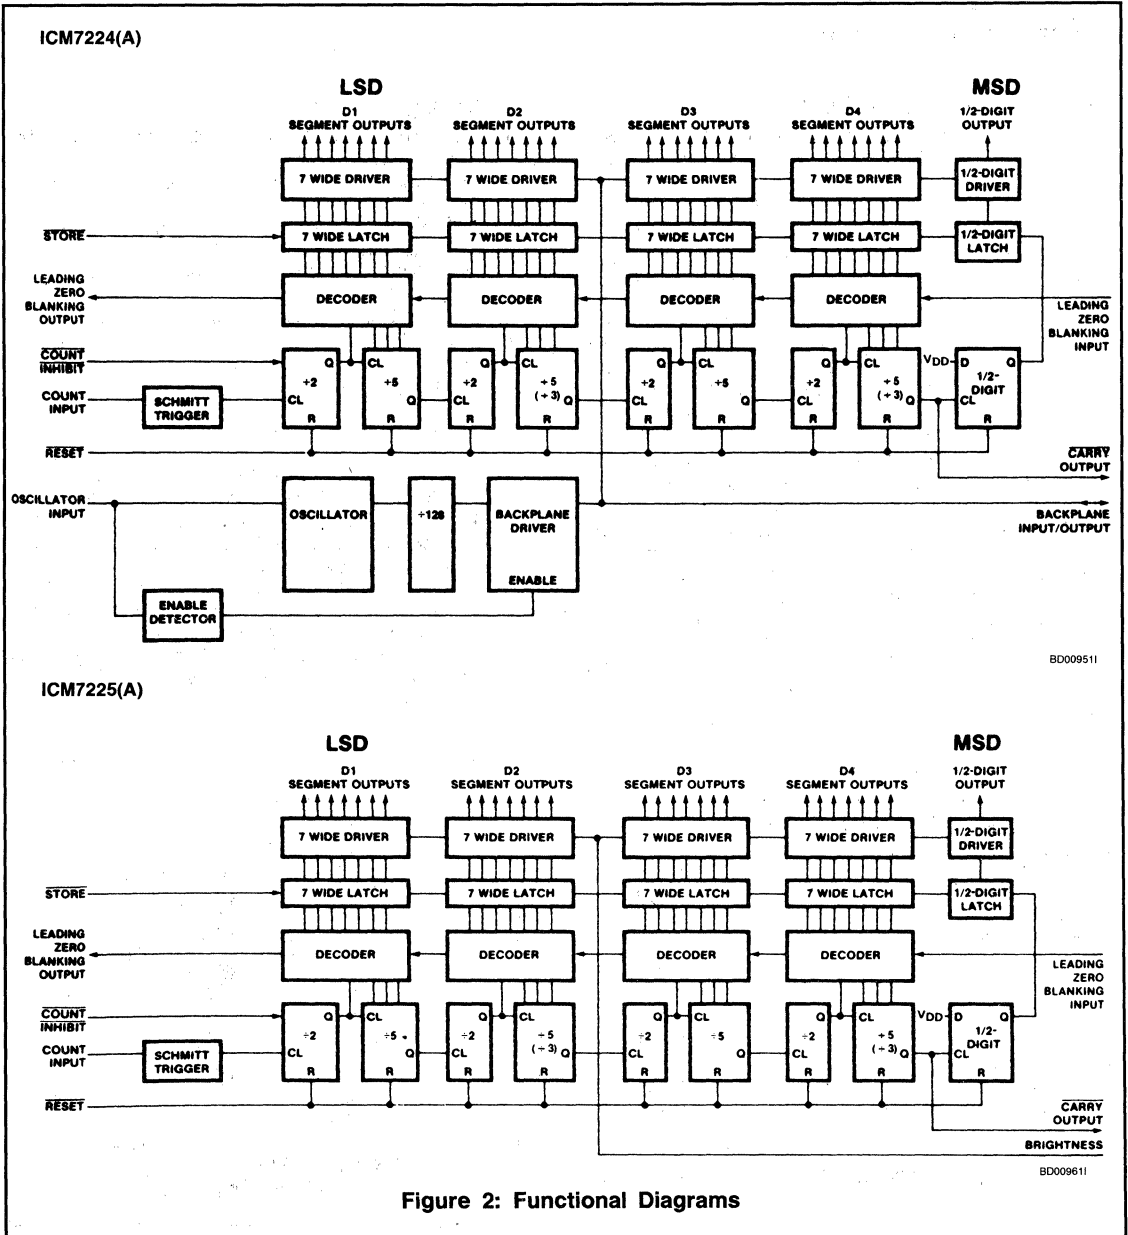 ICM7224(A)
LSD
MSD
D1
SEGMENT OUTPUTS
D2
SEGMENT OUTPUTS
D3
SEGMENT OUTPUTS
D4
SEGMENT OUTPUTS
1/2-DIGIT
OUTPUT
7 WIDE DRIVER
7 WIDE DRIVER
7 WIDE DRIVER
7 WIDE DRIVER
1/2-DIGIT
DRIVER
STORE
7 WIDE LATCH
7 WIDE LATCH
7 WIDE LATCH
7 WIDE LATCH
1/2-DIGIT
LATCH
LEADING
ZERO
BLANKING
OUTPUT
DECODER
DECODER
DECODER
DECODER
LEADING
ZERO
BLANKING
INPUT
COUNT
INHIBIT
COUNT
INPUT
SCHMITT
TRIGGER
Q
÷2
CL
R
CL
÷5
Q
R
Q
÷2
CL
R
CL
÷5
(÷3)
Q
R
Q
÷2
CL
R
CL
÷5
Q
R
Q
÷2
CL
R
CL
÷5
(÷3)
Q
R
VDD
D
Q
1/2-
DIGIT
CL
R
RESET
CARRY
OUTPUT
OSCILLATOR
INPUT
OSCILLATOR
÷128
BACKPLANE
DRIVER
ENABLE
BACKPLANE
INPUT/OUTPUT
ENABLE
DETECTOR
BD00951I
ICM7225(A)
LSD
MSD
D1
SEGMENT OUTPUTS
D2
SEGMENT OUTPUTS
D3
SEGMENT OUTPUTS
D4
SEGMENT OUTPUTS
1/2-DIGIT
OUTPUT
7 WIDE DRIVER
7 WIDE DRIVER
7 WIDE DRIVER
7 WIDE DRIVER
1/2-DIGIT
DRIVER
STORE
7 WIDE LATCH
7 WIDE LATCH
7 WIDE LATCH
7 WIDE LATCH
1/2-DIGIT
LATCH
LEADING
ZERO
BLANKING
OUTPUT
DECODER
DECODER
DECODER
DECODER
LEADING
ZERO
BLANKING
INPUT
COUNT
INHIBIT
COUNT
INPUT
SCHMITT
TRIGGER
Q
÷2
CL
R
CL
÷5
Q
R
Q
÷2
CL
R
CL
÷5
(÷3)
Q
R
Q
÷2
CL
R
CL
÷5
Q
R
Q
÷2
CL
R
CL
÷5
(÷3)
Q
R
VDD
D
Q
1/2-
DIGIT
CL
R
RESET
CARRY
OUTPUT
BRIGHTNESS
BD00961I
Figure 2: Functional Diagrams